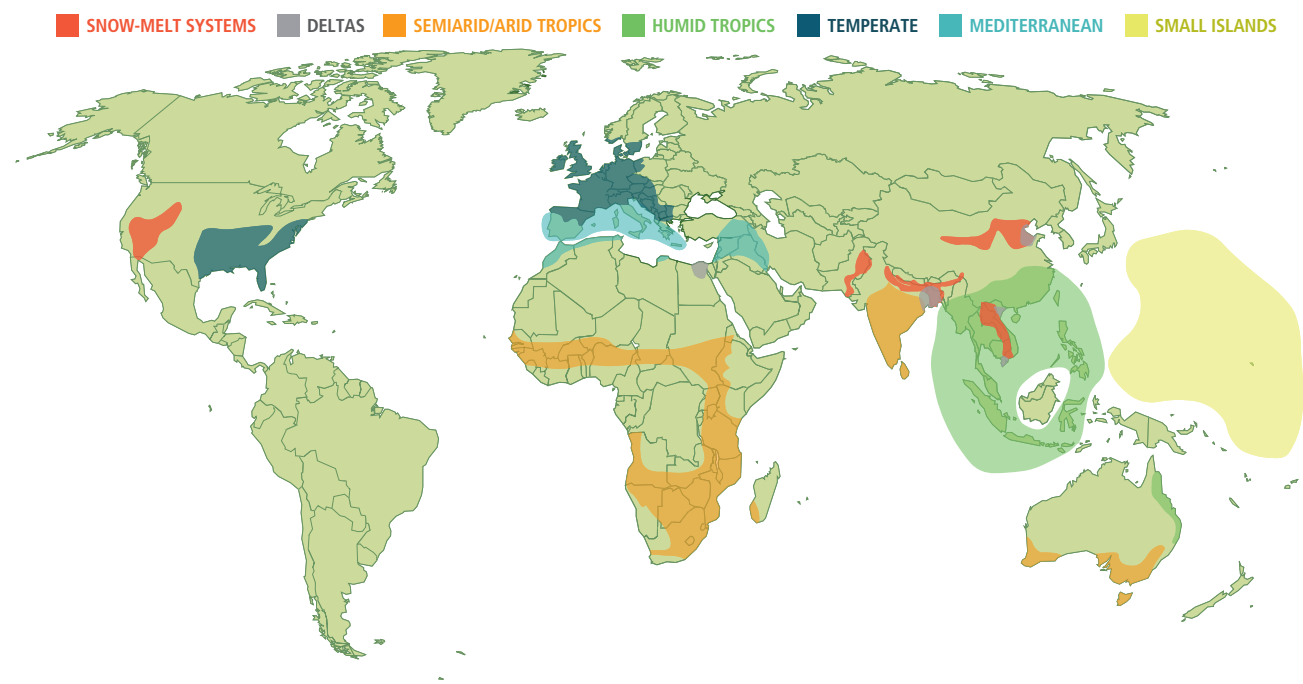 SNOW-MELT SYSTEMS DELTAS SEMIARID/ARID TROPICS HUMID TROPICS TEMPERATE MEDITERRANEAN SMALL ISLANDS